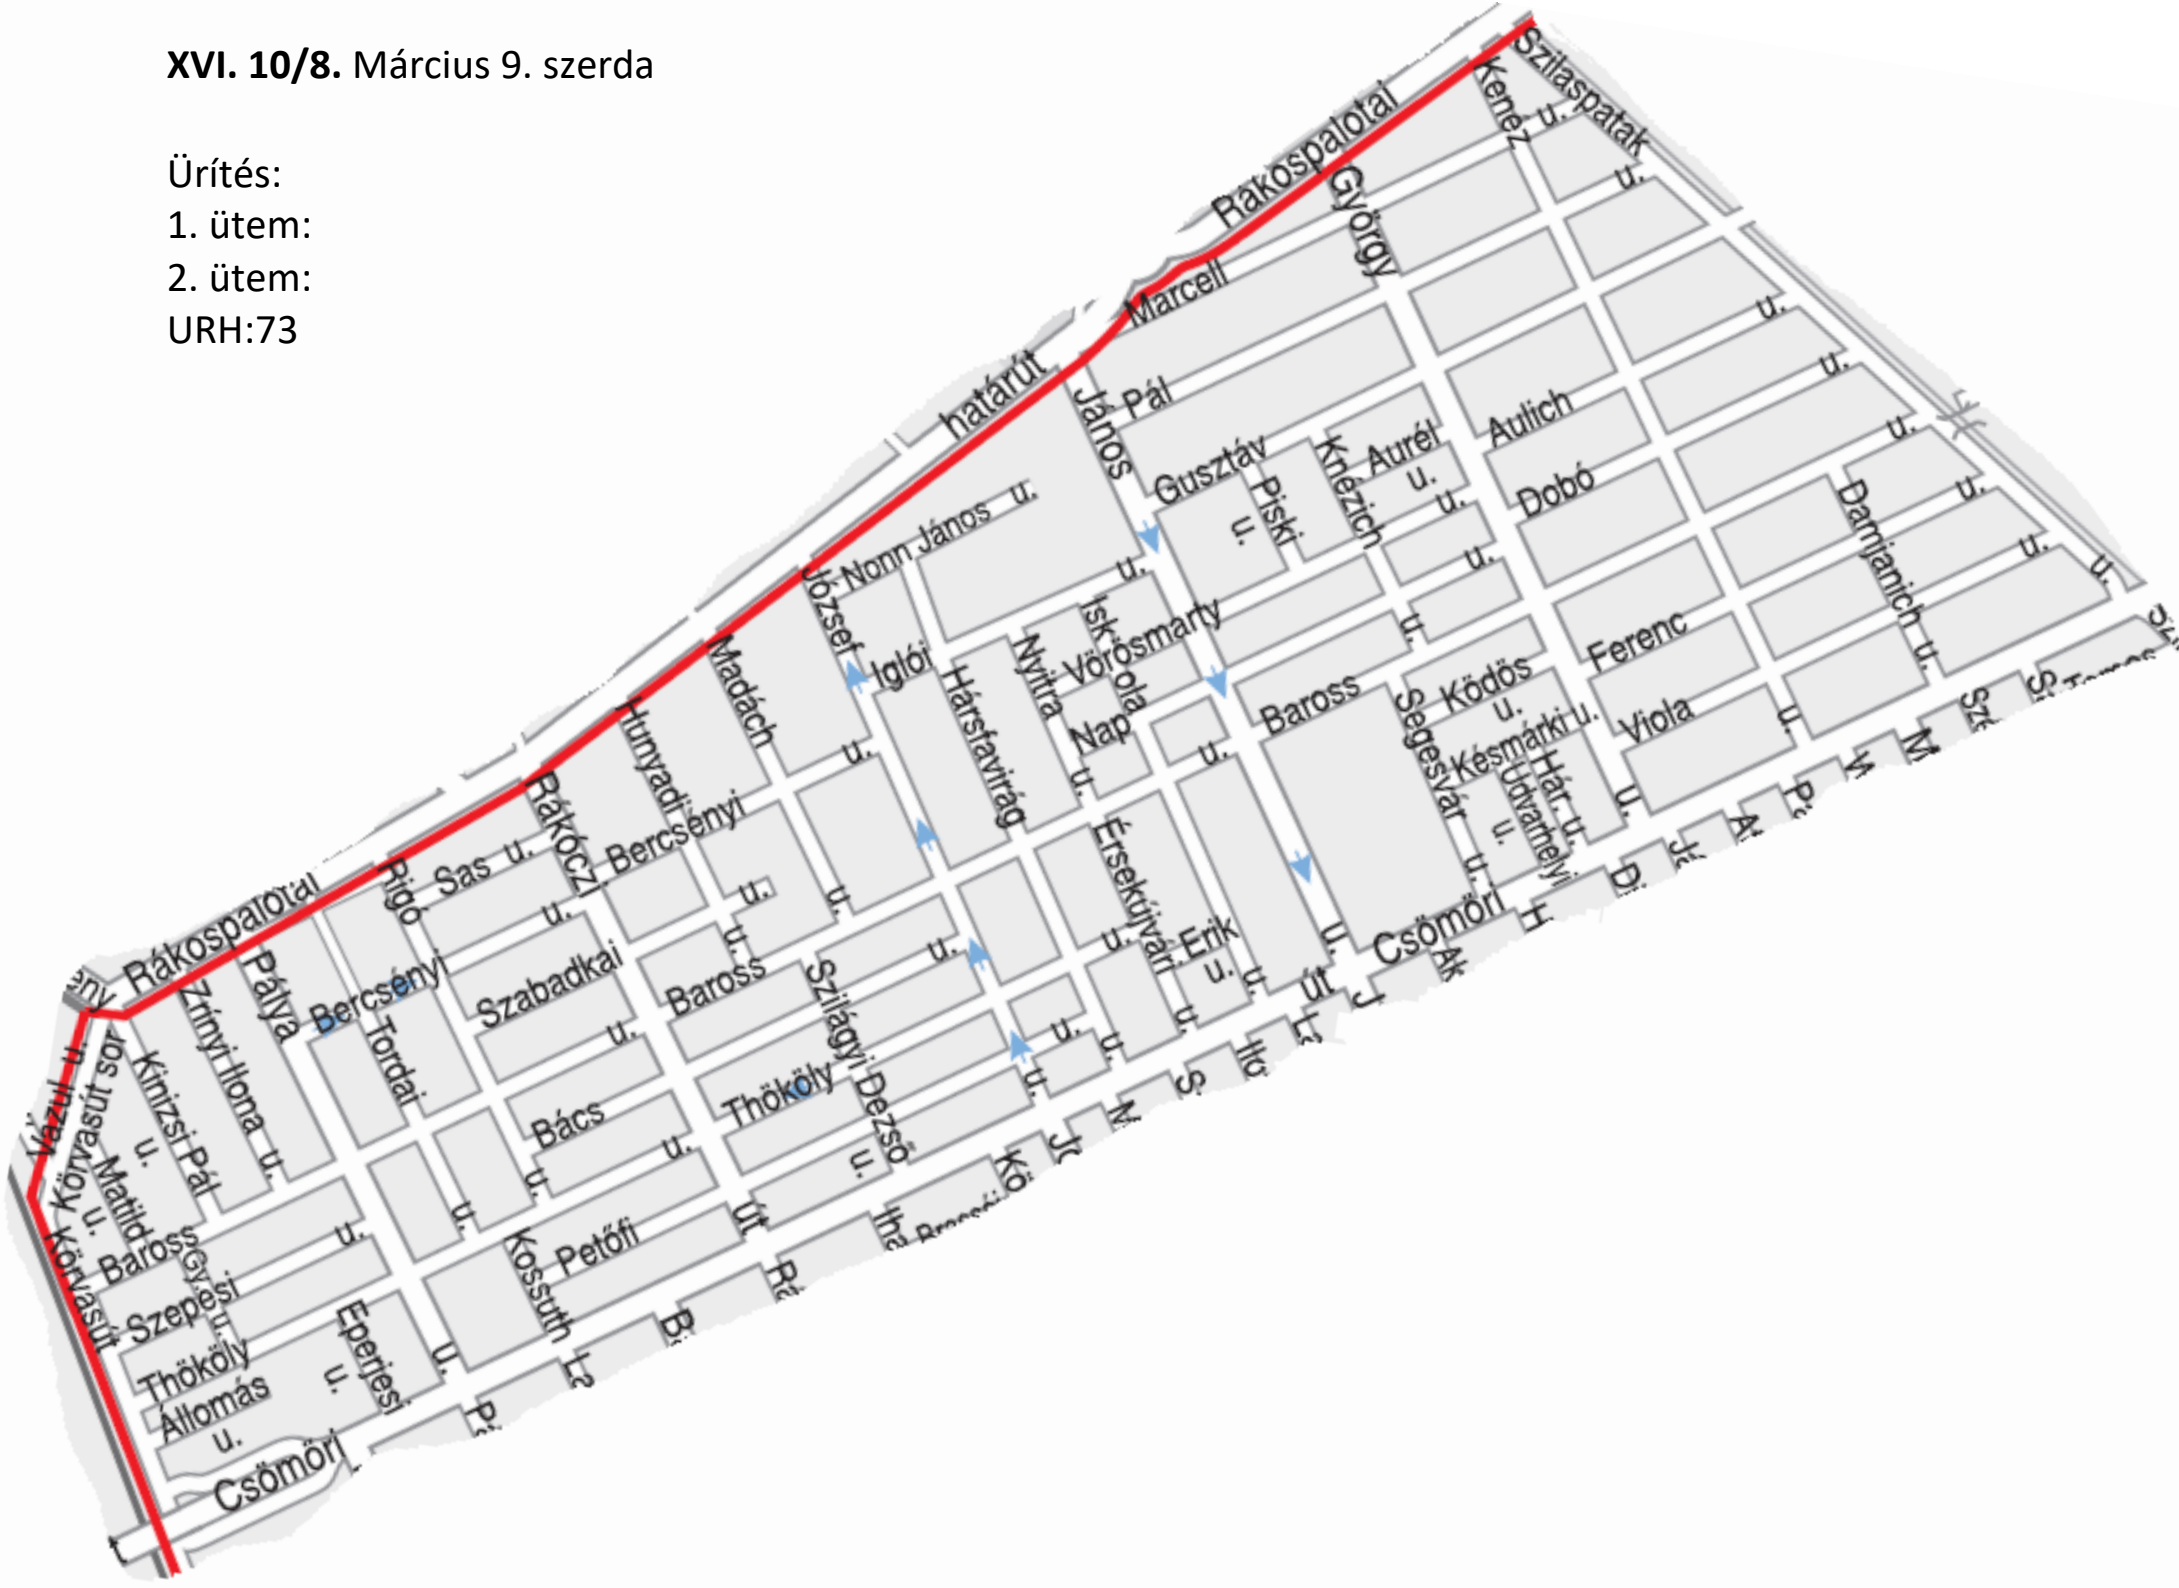 XVI. 10/8. Március 9. szerda
Ürítés:
1. ütem:
2. ütem:
URH:73
Szilaspatak
Kenéz
u.
Rákospalotai
György
u.
Marcell
határút
Pál
János
Gusztáv
Piski
u.
Knézich
Aurél
u.
Aulich
u.
Dobó
u.
u.
u.
Damjanich u.
u.
u.
u.
Nonn János u.
József
u.
Iskola
Vörösmarty
u.
u.
Ferenc
Madách
Iglói
Hársfavirág
Nyitra
u.
Nap
Baross
Segesvár
u.
Ködös
u.
Késmárki u.
Viola
u.
Hunyadi
u.
u.
Hár. u.
Udvarhelyi
u.
u.
Rákóczi
Bercsényi
Sas u.
Rigó
u.
u.
u.
Érsekújvári
u.
Erik
u.
u.
u.
Csömöri
út
Rákospalotai
Pálya
Bercsényi
Szabadkai
Baross
u.
Szilágyi Dezső
u.
u.
u.
u.
Zrínyi Ilona
u.
Tordai
u.
u.
Vázul u.
Körvasút sor
Kinizsi Pál
u.
Thököly
Bács
u.
Matild
u.
u.
Baross
Gy.
u.
Szepesi
u.
Petőfi
út
Kossuth
Körvasút
Eperjesi
u.
u.
Thököly
Állomás
u.
Csömöri